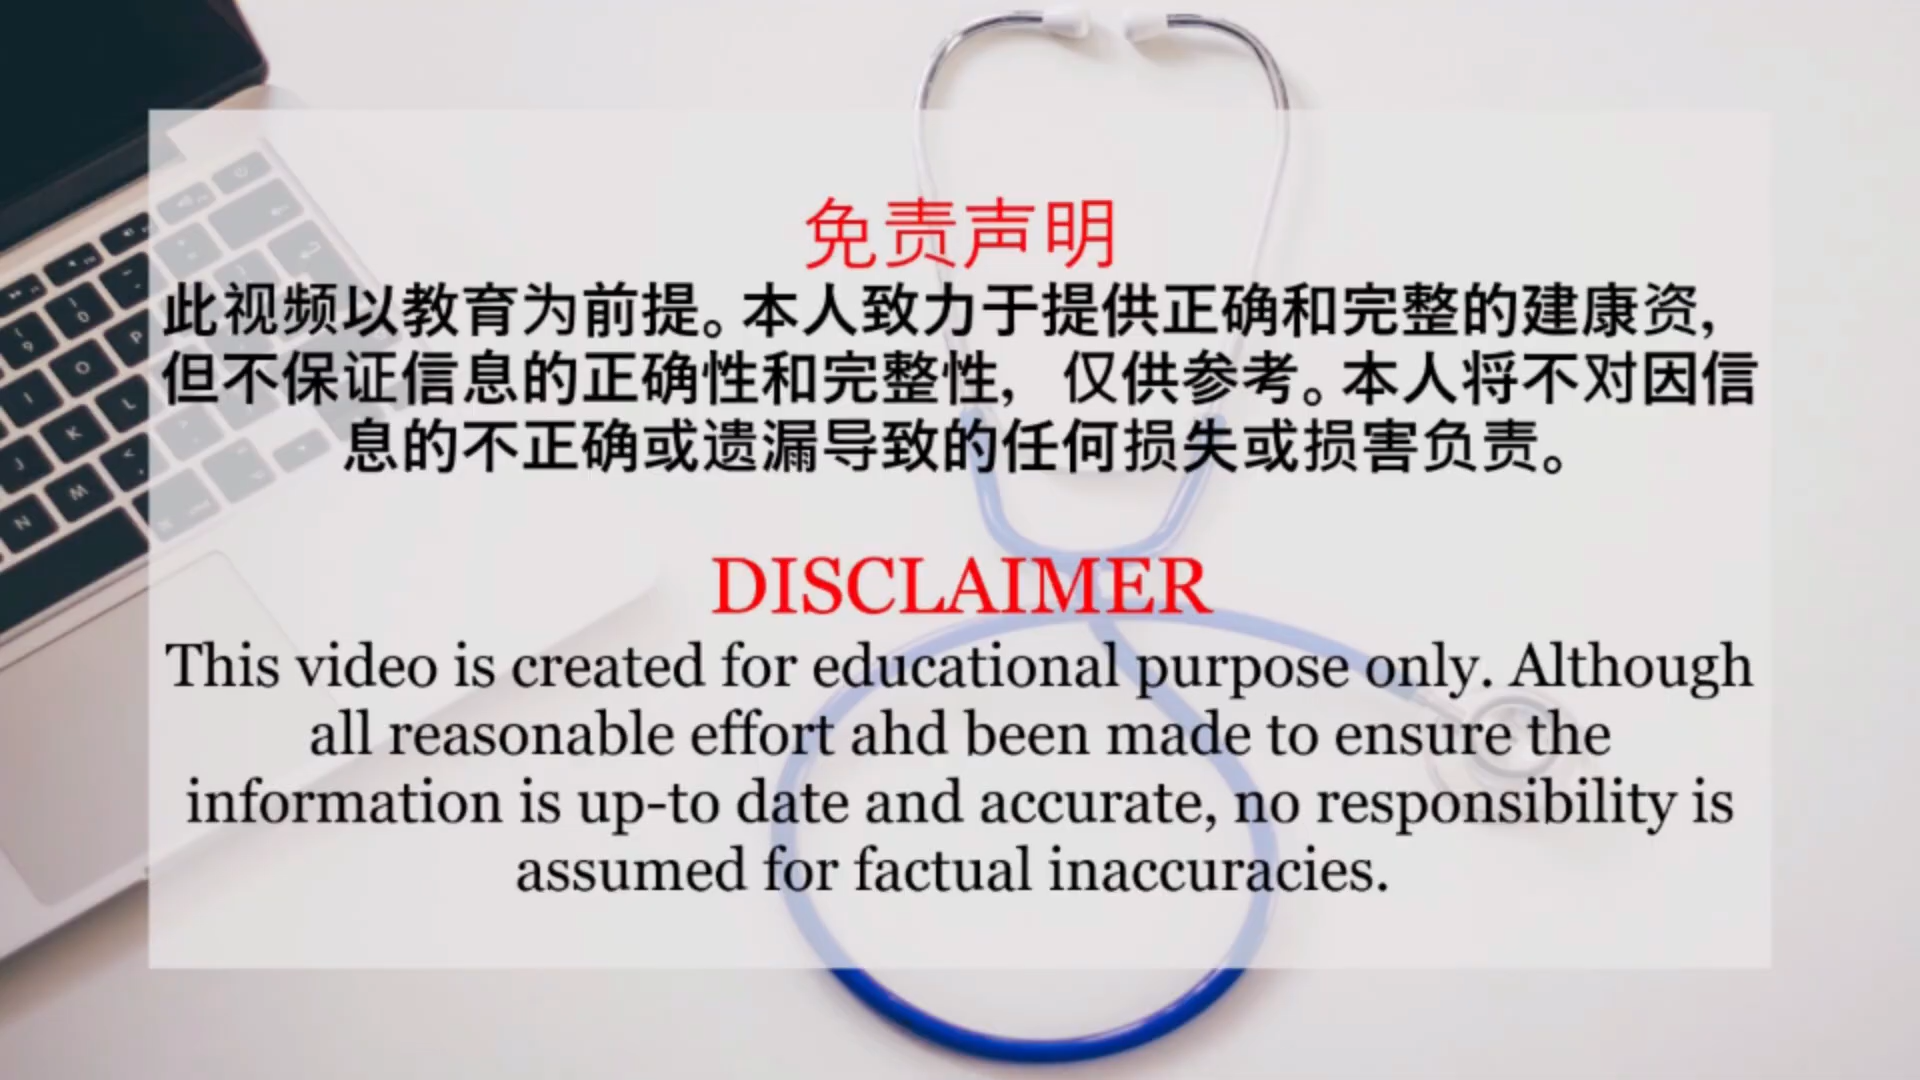 免责声明
此视频以教育为前提。本人致力于提供正确和完整的建康资,
但不保证信息的正确性和完整性, 仅供参考。本人将不对因信
息的不正确或遗漏导致的任何损失或损害负责。
DISCLAIMER
This video is created for educational purpose only. Although
all reasonable effort ahd been made to ensure the
information is up-to date and accurate, no responsibility is
assumed for factual inaccuracies.